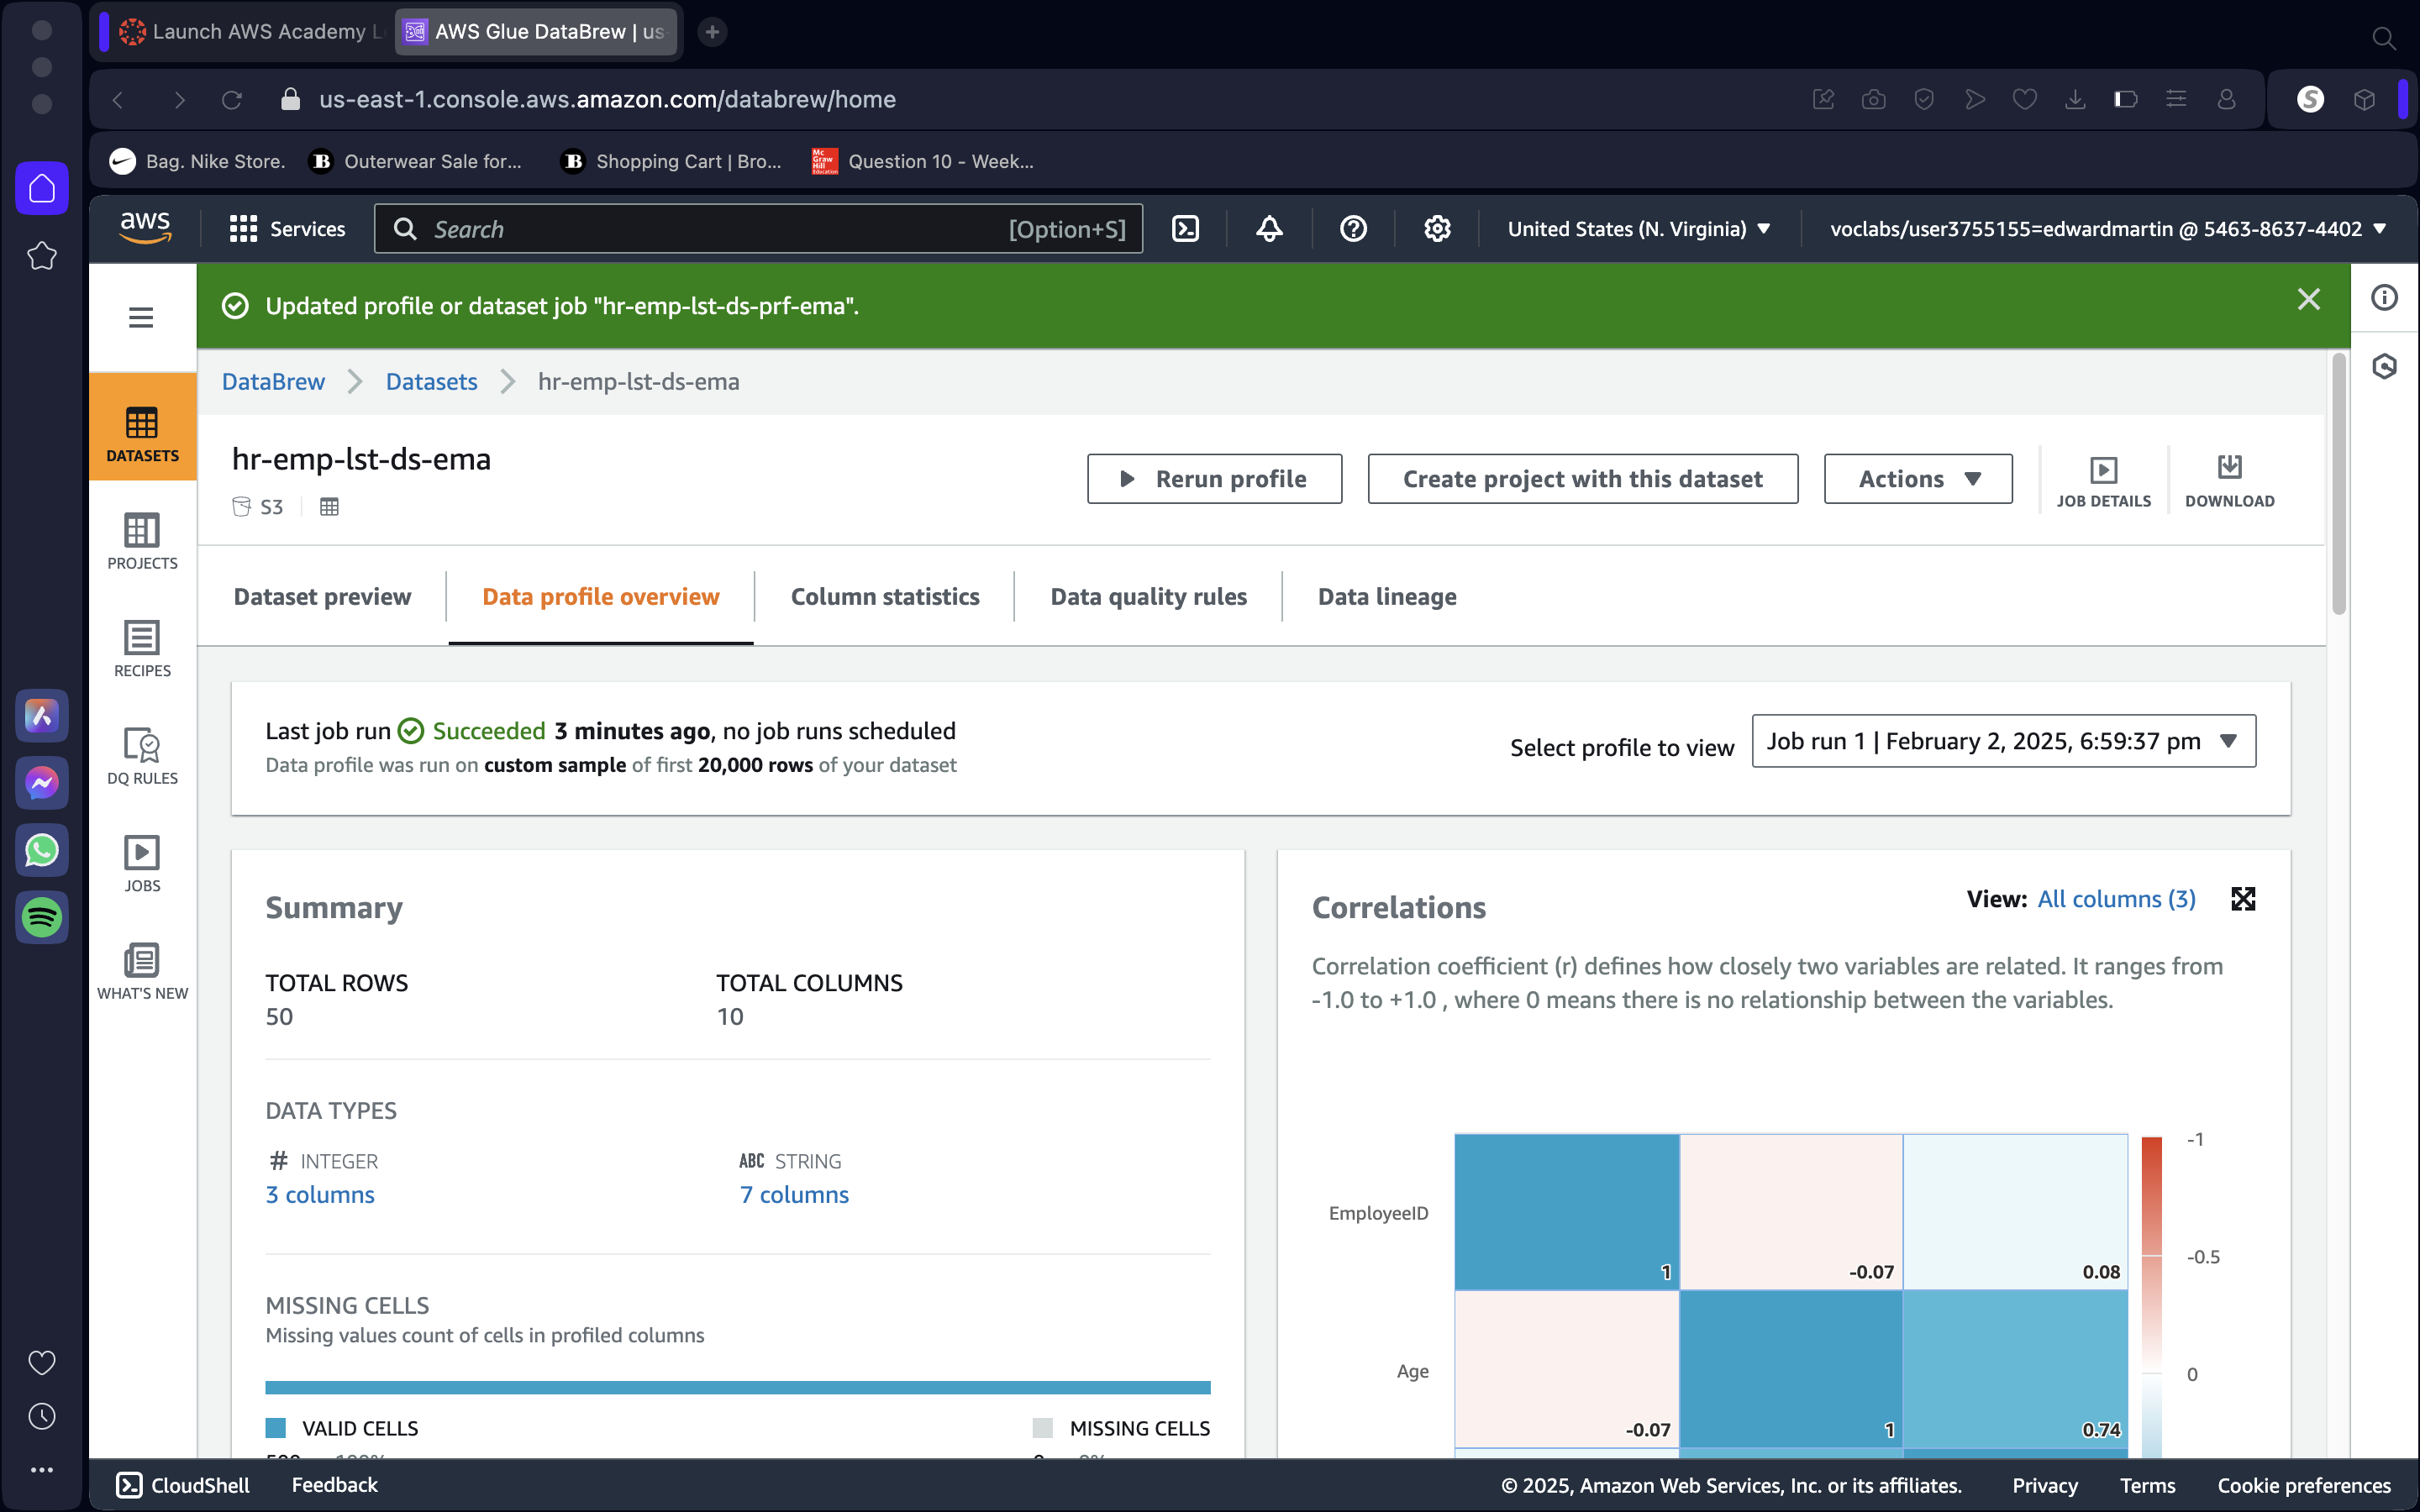 Launch AWS Academy L
AWS Glue DataBrew | us-
us-east-1.console.aws.amazon.com/databrew/home
Bag. Nike Store.
Outerwear Sale for...
Shopping Cart | Bro...
Question 10 - Week...
aws
Services
Search
[Option+S]
United States (N. Virginia)
voclabs/user3755155=edwardmartin @ 5463-8637-4402
Updated profile or dataset job "hr-emp-lst-ds-prf-ema".
DATASETS
PROJECTS
RECIPES
DQ RULES
JOBS
WHAT'S NEW
DataBrew
Datasets
hr-emp-lst-ds-ema
hr-emp-lst-ds-ema
S3
Rerun profile
Create project with this dataset
Actions
JOB DETAILS
DOWNLOAD
Dataset preview
Data profile overview
Column statistics
Data quality rules
Data lineage
Last job run Succeeded 3 minutes ago, no job runs scheduled
Data profile was run on custom sample of first 20,000 rows of your dataset
Select profile to view
Job run 1 | February 2, 2025, 6:59:37 pm
Summary
TOTAL ROWS
50
TOTAL COLUMNS
10
DATA TYPES
# INTEGER
3 columns
ABC STRING
7 columns
MISSING CELLS
Missing values count of cells in profiled columns
VALID CELLS
500 100%
MISSING CELLS
0 0%
Correlations
View: All columns (3)
Correlation coefficient (r) defines how closely two variables are related. It ranges from
-1.0 to +1.0 , where 0 means there is no relationship between the variables.
EmployeeID
1
-0.07
0.08
Age
-0.07
1
0.74
-1
-0.5
0
CloudShell
Feedback
© 2025, Amazon Web Services, Inc. or its affiliates.
Privacy
Terms
Cookie preferences